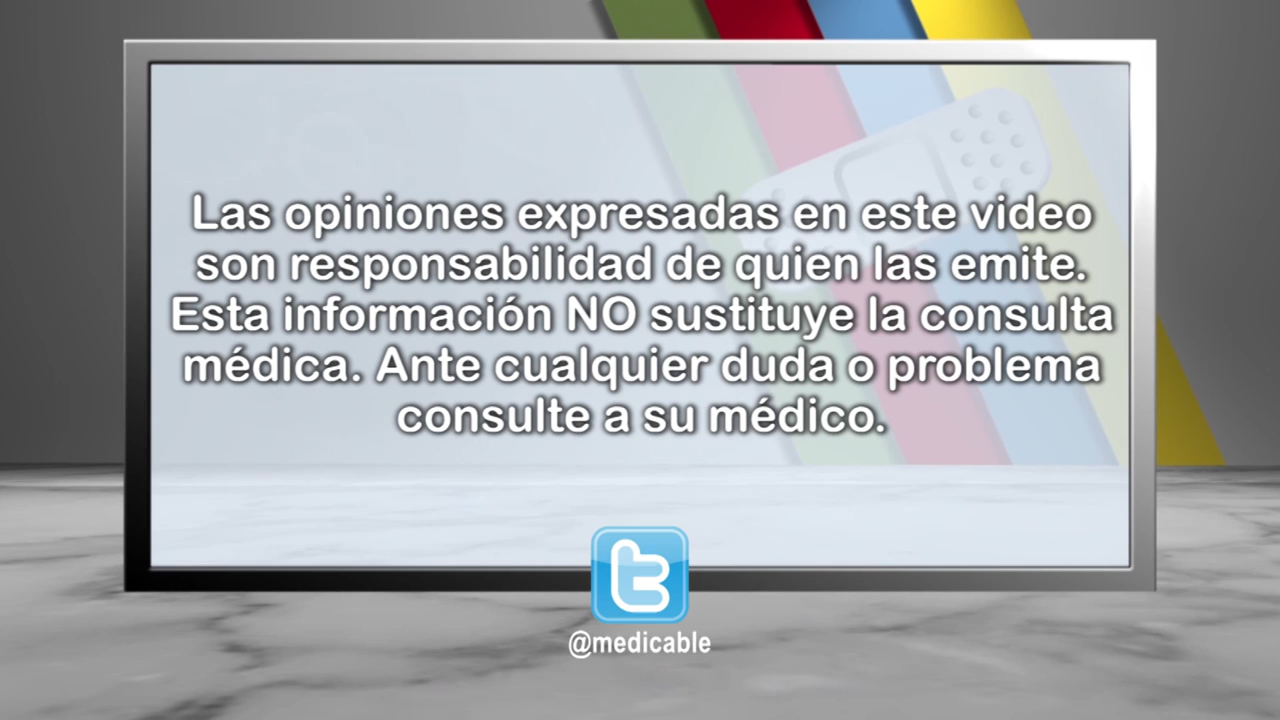 Las opiniones expresadas en este video
son responsabilidad de quien las emite.
Esta información NO sustituye la consulta
médica. Ante cualquier duda o problema
consulte a su médico.
t
@medicable